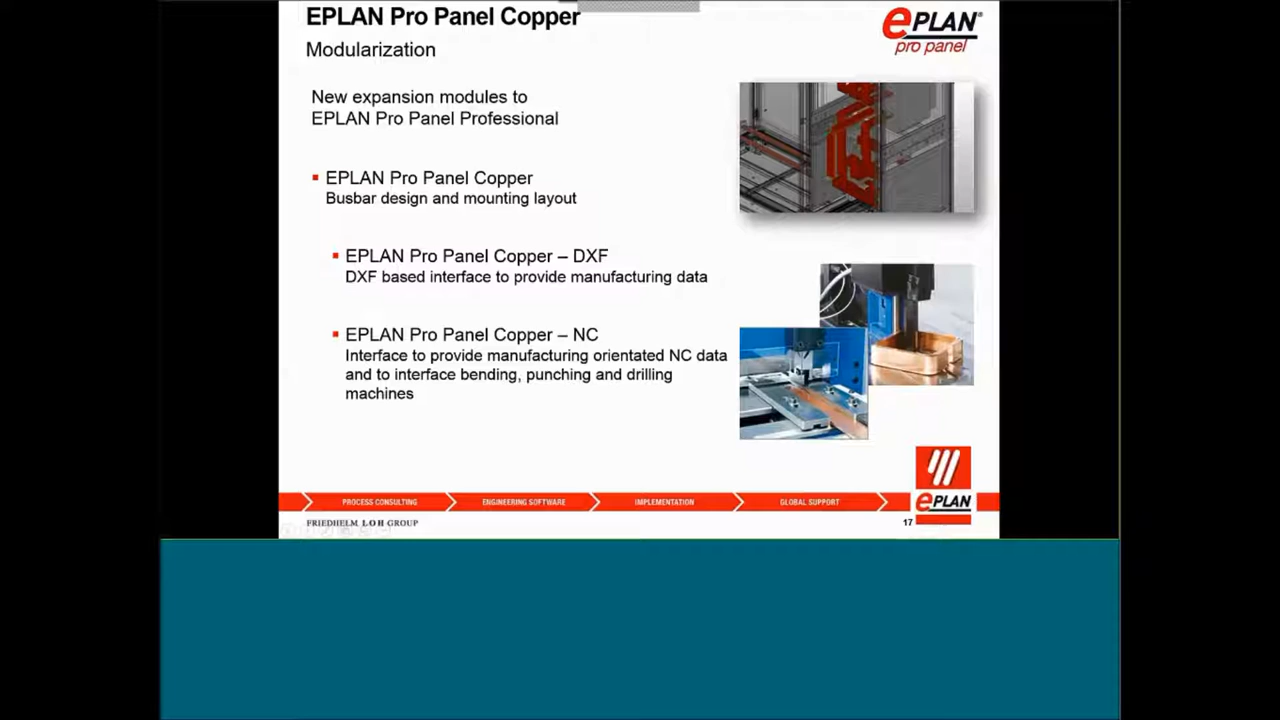 EPLAN Pro Panel Copper
Modularization
ePLAN®
pro panel
New expansion modules to
EPLAN Pro Panel Professional
EPLAN Pro Panel Copper
Busbar design and mounting layout
EPLAN Pro Panel Copper – DXF
DXF based interface to provide manufacturing data
EPLAN Pro Panel Copper – NC
Interface to provide manufacturing orientated NC data
and to interface bending, punching and drilling
machines
PROCESS CONSULTING
ENGINEERING SOFTWARE
IMPLEMENTATION
GLOBAL SUPPORT
ePLAN
FRIEDHELM LOH GROUP
17